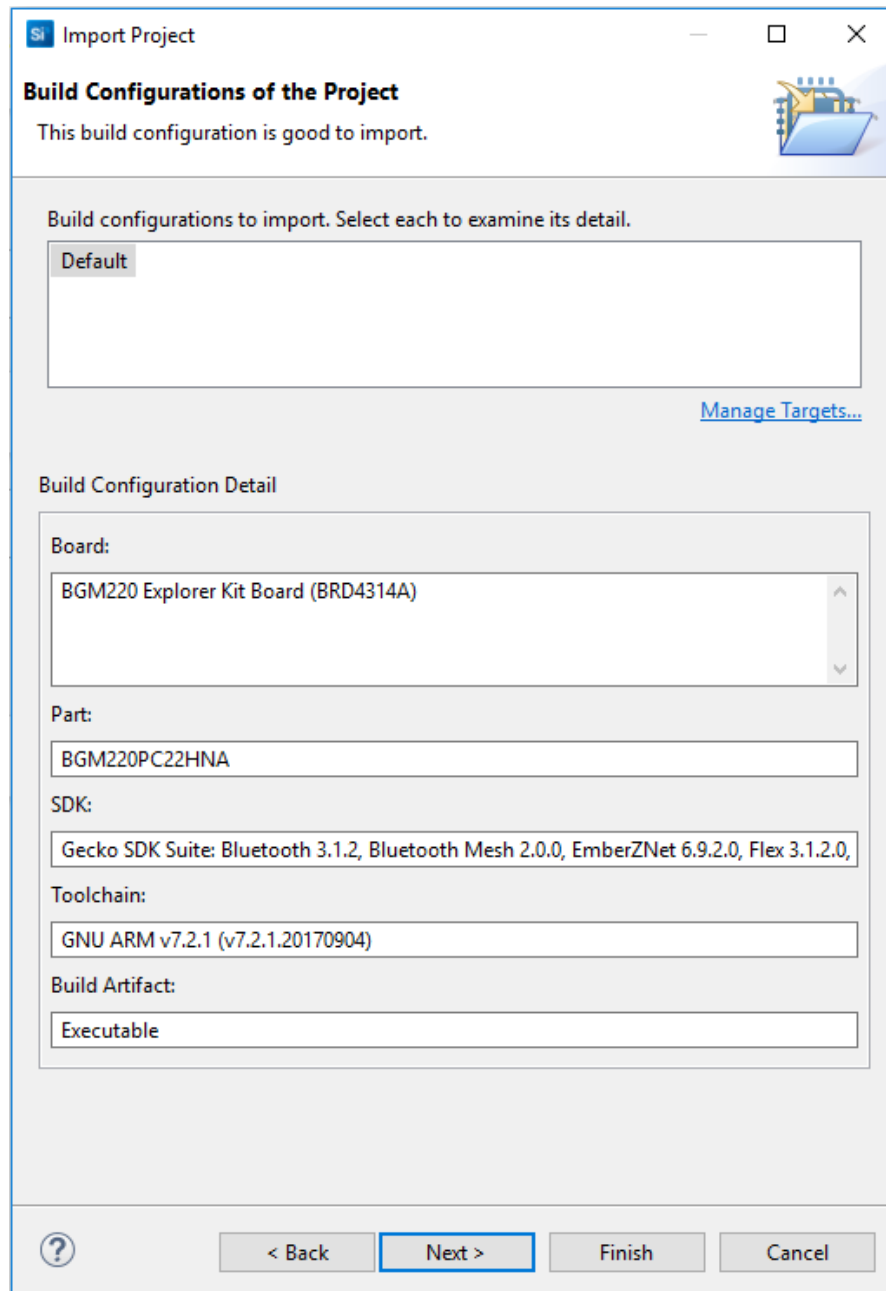 Si Import Project
Build Configurations of the Project
This build configuration is good to import.
Build configurations to import. Select each to examine its detail.
Default
Manage Targets...
Build Configuration Detail
Board:
BGM220 Explorer Kit Board (BRD4314A)
Part:
BGM220PC22HNA
SDK:
Gecko SDK Suite: Bluetooth 3.1.2, Bluetooth Mesh 2.0.0, EmberZNet 6.9.2.0, Flex 3.1.2.0,
Toolchain:
GNU ARM v7.2.1 (v7.2.1.20170904)
Build Artifact:
Executable
? < Back Next > Finish Cancel